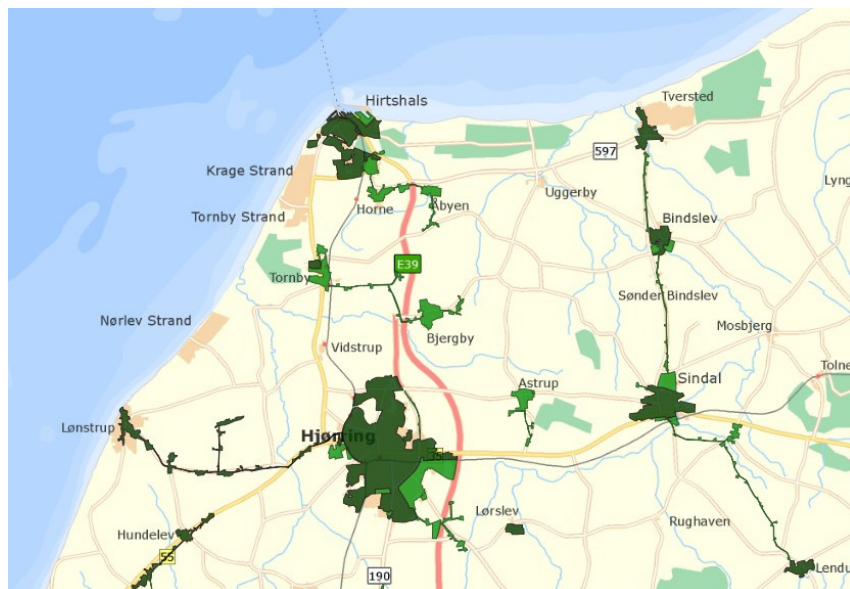 Hirtshals
Tversted
597
Krage Strand
Lyng
Uggerby
Horne
Åbyen
Tornby Strand
Bindslev
E39
Tornby
Sønder Bindslev
Nørlev Strand
Mosbjerg
Bjergby
Vidstrup
Tolne
Sindal
Astrup
Lønstrup
Hjørring
35
Lørslev
Rughaven
Hundelev
55
190
Lendu